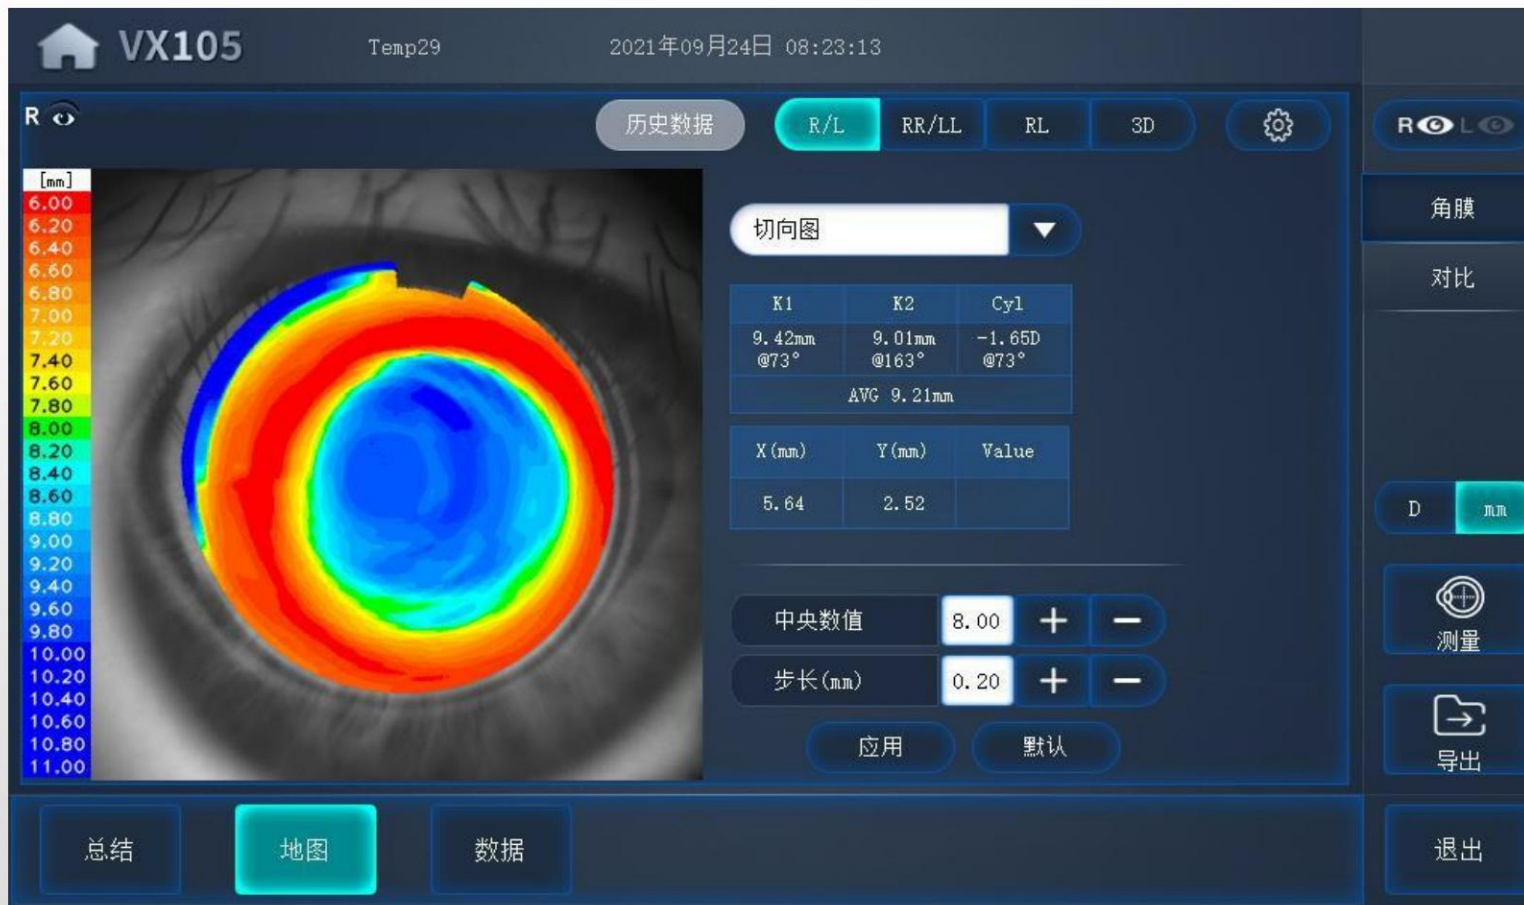 VX105
Temp29
2021年09月24日 08:23:13
R
历史数据
R/L
RR/LL
RL
3D
R L
[mm]
6.00
6.20
6.40
6.60
6.80
7.00
7.20
7.40
7.60
7.80
8.00
8.20
8.40
8.60
8.80
9.00
9.20
9.40
9.60
9.80
10.00
10.20
10.40
10.60
10.80
11.00
切向图
K1 K2 Cyl
9.42mm 9.01mm -1.65D
@73° @163° @73°
AVG 9.21mm
X(mm) Y(mm) Value
5.64 2.52
中央数值 8.00 + −
步长(mm) 0.20 + −
应用 默认
角膜
对比
D mm
测量
导出
退出
总结 地图 数据